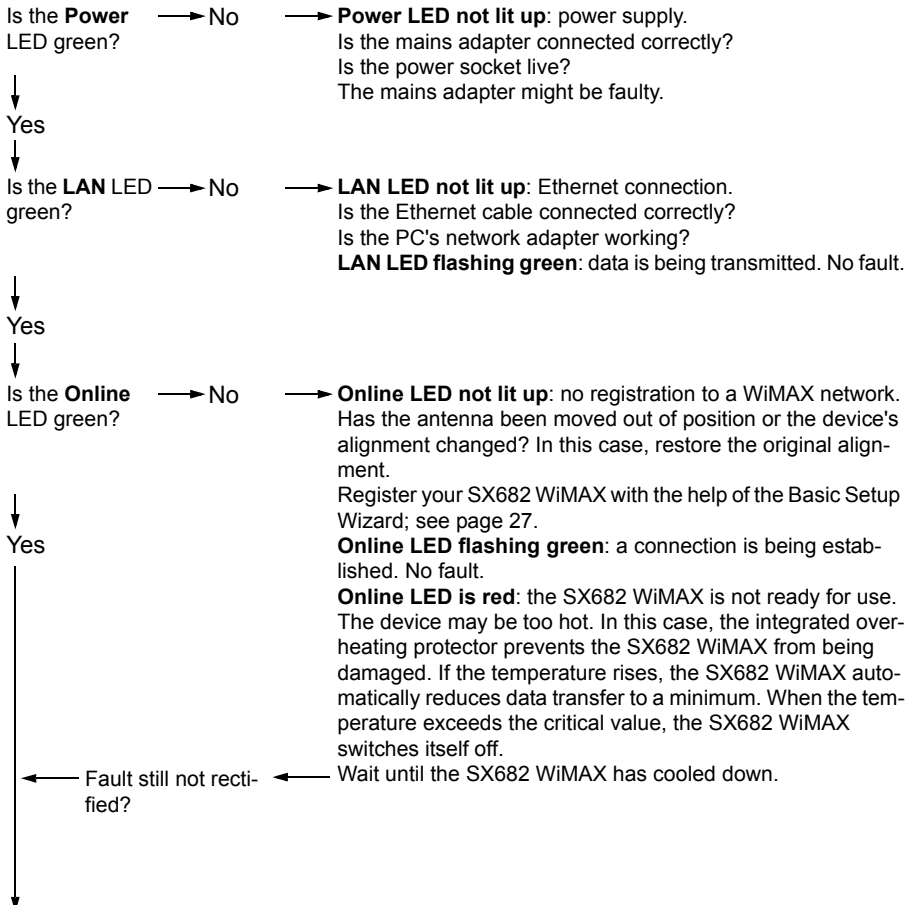 Is the Power
LED green?
No
Power LED not lit up: power supply.
Is the mains adapter connected correctly?
Is the power socket live?
The mains adapter might be faulty.
Yes
Is the LAN LED
green?
No
LAN LED not lit up: Ethernet connection.
Is the Ethernet cable connected correctly?
Is the PC's network adapter working?
LAN LED flashing green: data is being transmitted. No fault.
Yes
Is the Online
LED green?
No
Online LED not lit up: no registration to a WiMAX network.
Has the antenna been moved out of position or the device's
alignment changed? In this case, restore the original align-
ment.
Register your SX682 WiMAX with the help of the Basic Setup
Wizard; see page 27.
Yes
Online LED flashing green: a connection is being estab-
lished. No fault.
Online LED is red: the SX682 WiMAX is not ready for use.
The device may be too hot. In this case, the integrated over-
heating protector prevents the SX682 WiMAX from being
damaged. If the temperature rises, the SX682 WiMAX auto-
matically reduces data transfer to a minimum. When the tem-
perature exceeds the critical value, the SX682 WiMAX
switches itself off.
Wait until the SX682 WiMAX has cooled down.
Fault still not recti-
fied?